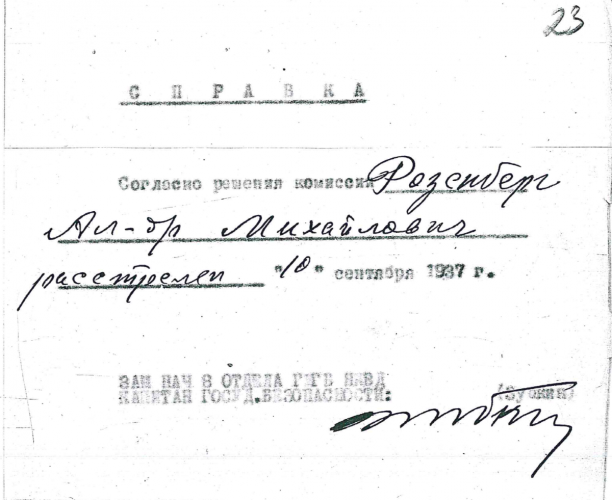 23
С П Р А В К А
Согласно решения комиссии Розенберг
Ал-др Михайлович
расстрелен "10" сентября 1937 г.
ЗАМ НАЧ 8 ОТДЕЛА ГУГБ НКВД
КАПИТАН ГОСУД.БЕЗОПАСНОСТИ: (Зубкин)